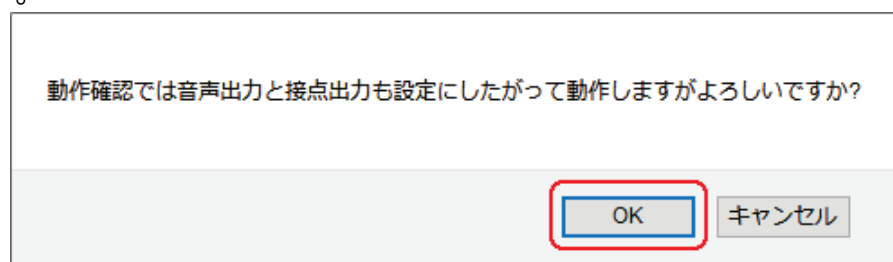 。
動作確認では音声出力と接点出力も設定にしたがって動作しますがよろしいですか?
OK キャンセル